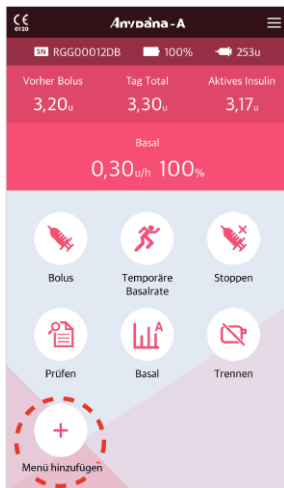 CE
0120
AnyDana-A
SN RGG00012DB 100% 253u
Vorher Bolus Tag Total Aktives Insulin
3,20u 3,30u 3,17u
Basal
0,30u/h 100%
Bolus Temporäre Basalrate Stoppen
A
Prüfen Basal Trennen
Menü hinzufügen